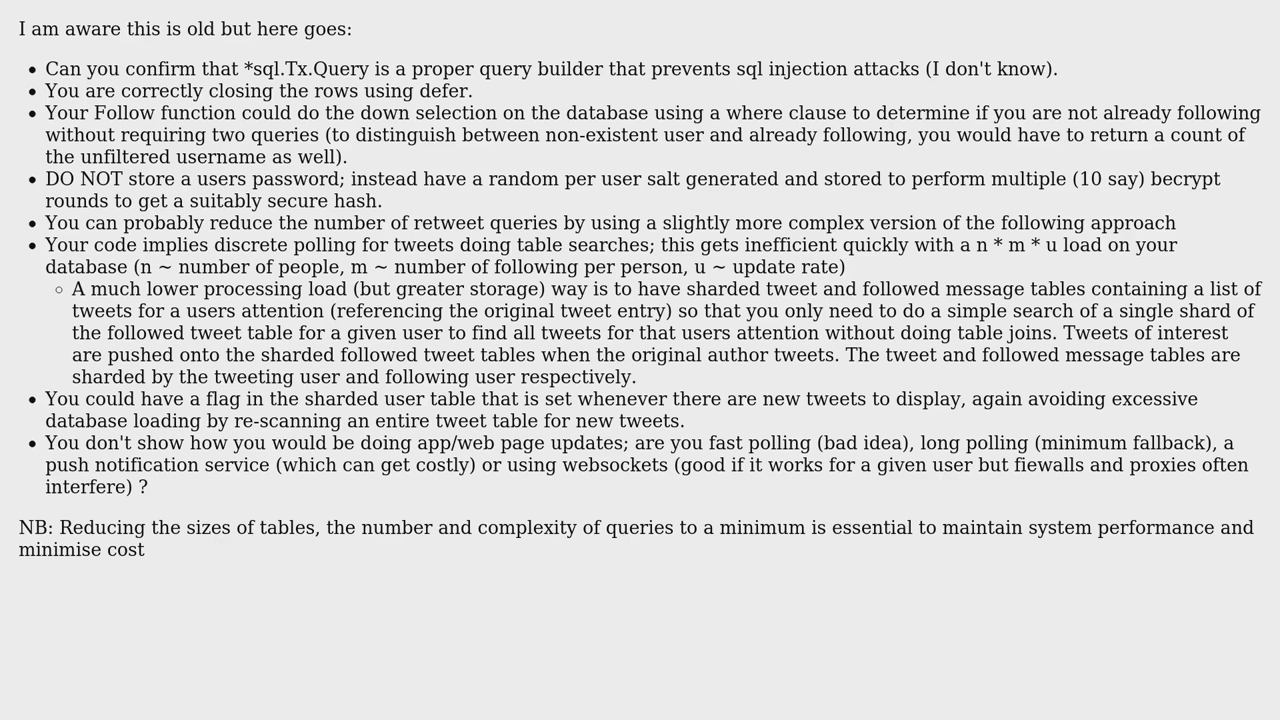 I am aware this is old but here goes:
• Can you confirm that *sql.Tx.Query is a proper query builder that prevents sql injection attacks (I don't know).
• You are correctly closing the rows using defer.
• Your Follow function could do the down selection on the database using a where clause to determine if you are not already following
without requiring two queries (to distinguish between non-existent user and already following, you would have to return a count of
the unfiltered username as well).
• DO NOT store a users password; instead have a random per user salt generated and stored to perform multiple (10 say) becrypt
rounds to get a suitably secure hash.
• You can probably reduce the number of retweet queries by using a slightly more complex version of the following approach
• Your code implies discrete polling for tweets doing table searches; this gets inefficient quickly with a n * m * u load on your
database (n ~ number of people, m ~ number of following per person, u ~ update rate)
◦ A much lower processing load (but greater storage) way is to have sharded tweet and followed message tables containing a list of
tweets for a users attention (referencing the original tweet entry) so that you only need to do a simple search of a single shard of
the followed tweet table for a given user to find all tweets for that users attention without doing table joins. Tweets of interest
are pushed onto the sharded followed tweet tables when the original author tweets. The tweet and followed message tables are
sharded by the tweeting user and following user respectively.
• You could have a flag in the sharded user table that is set whenever there are new tweets to display, again avoiding excessive
database loading by re-scanning an entire tweet table for new tweets.
• You don't show how you would be doing app/web page updates; are you fast polling (bad idea), long polling (minimum fallback), a
push notification service (which can get costly) or using websockets (good if it works for a given user but fiewalls and proxies often
interfere) ?
NB: Reducing the sizes of tables, the number and complexity of queries to a minimum is essential to maintain system performance and
minimise cost